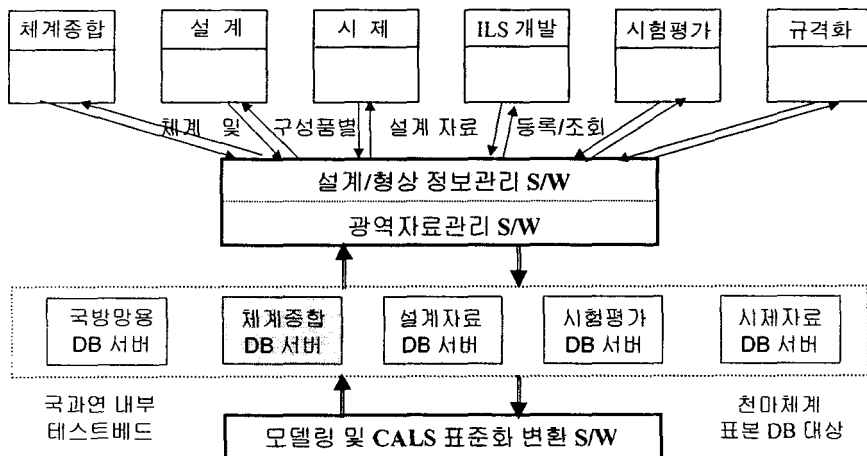 체계종합 설 계 시 제 ILS 개발 시험평가 규격화
체계 및 구성품별 설계 자료 등록/조회
설계/형상 정보관리 S/W
광역자료관리 S/W
국방망용 체계종합 설계자료 시험평가 시제자료
DB 서버 DB 서버 DB 서버 DB 서버 DB 서버
국과연 내부 천마체계
테스트베드 표본 DB 대상
모델링 및 CALS 표준화 변환 S/W